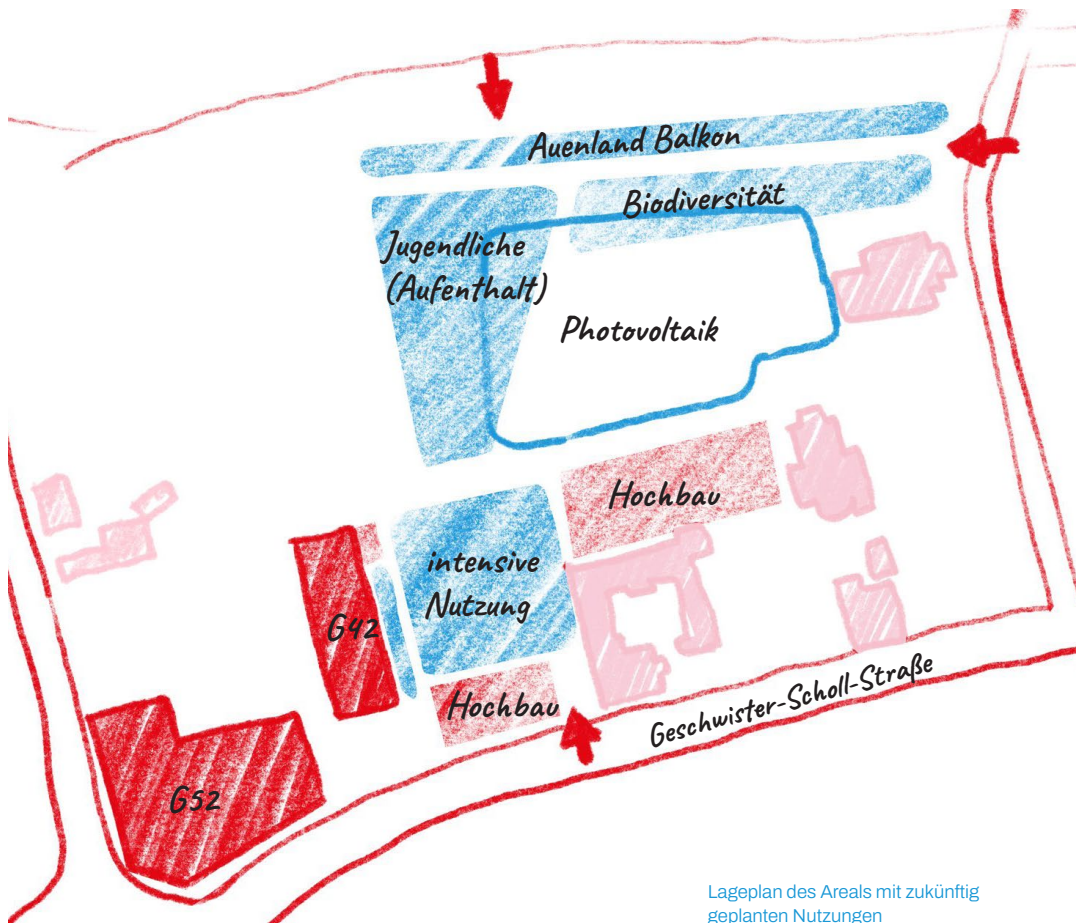 Auenland Balkon
Biodiversität
Jugendliche
(Aufenthalt)
Photovoltaik
Hochbau
intensive
Nutzung
G42
Hochbau
Geschwister-Scholl-Straße
G52
Lageplan des Areals mit zukünftig
geplanten Nutzungen